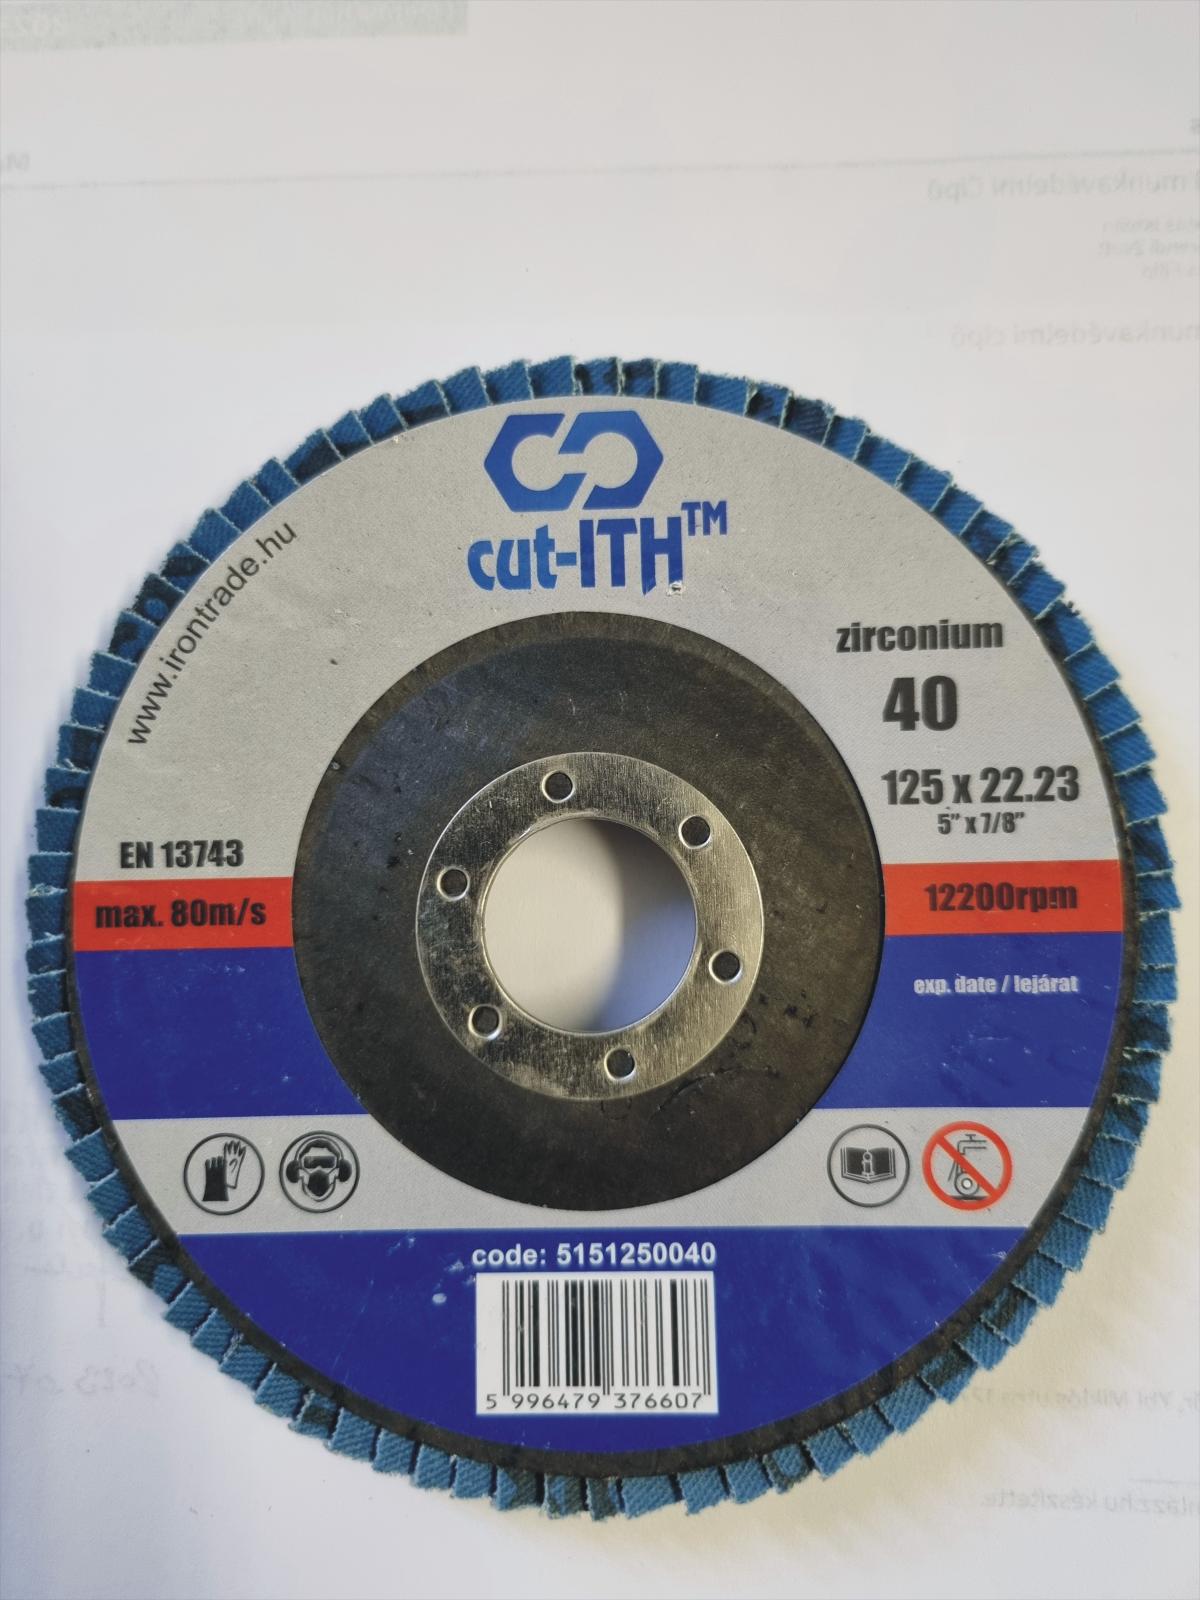 cut-ITH™
www.irontrade.hu
zirconium
40
125 x 22.23
5” x 7/8”
EN 13743
max. 80m/s
12200rpm
exp. date / lejárat
code: 5151250040
5 996479 376607
munkavédelmi Cipő
munkavédelmi cipő